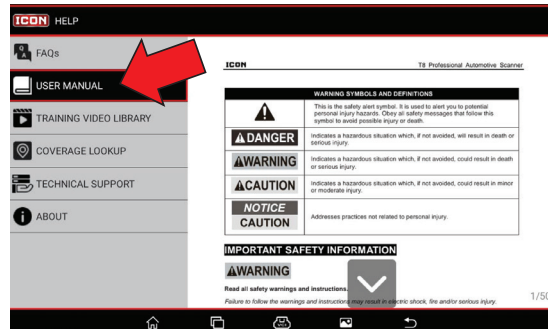 ICON HELP
FAQs
USER MANUAL
TRAINING VIDEO LIBRARY
COVERAGE LOOKUP
TECHNICAL SUPPORT
ABOUT
ICON T8 Professional Automotive Scanner
WARNING SYMBOLS AND DEFINITIONS
This is the safety alert symbol. It is used to alert you to potential
personal injury hazards. Obey all safety messages that follow this
symbol to avoid possible injury or death.
DANGER
Indicates a hazardous situation which, if not avoided, will result in death or
serious injury.
WARNING
Indicates a hazardous situation which, if not avoided, could result in death
or serious injury.
CAUTION
Indicates a hazardous situation which, if not avoided, could result in minor
or moderate injury.
NOTICE
CAUTION
Addresses practices not related to personal injury.
IMPORTANT SAFETY INFORMATION
WARNING
Read all safety warnings and instructions.
Failure to follow the warnings and instructions may result in electric shock, fire and/or serious injury.
1/50